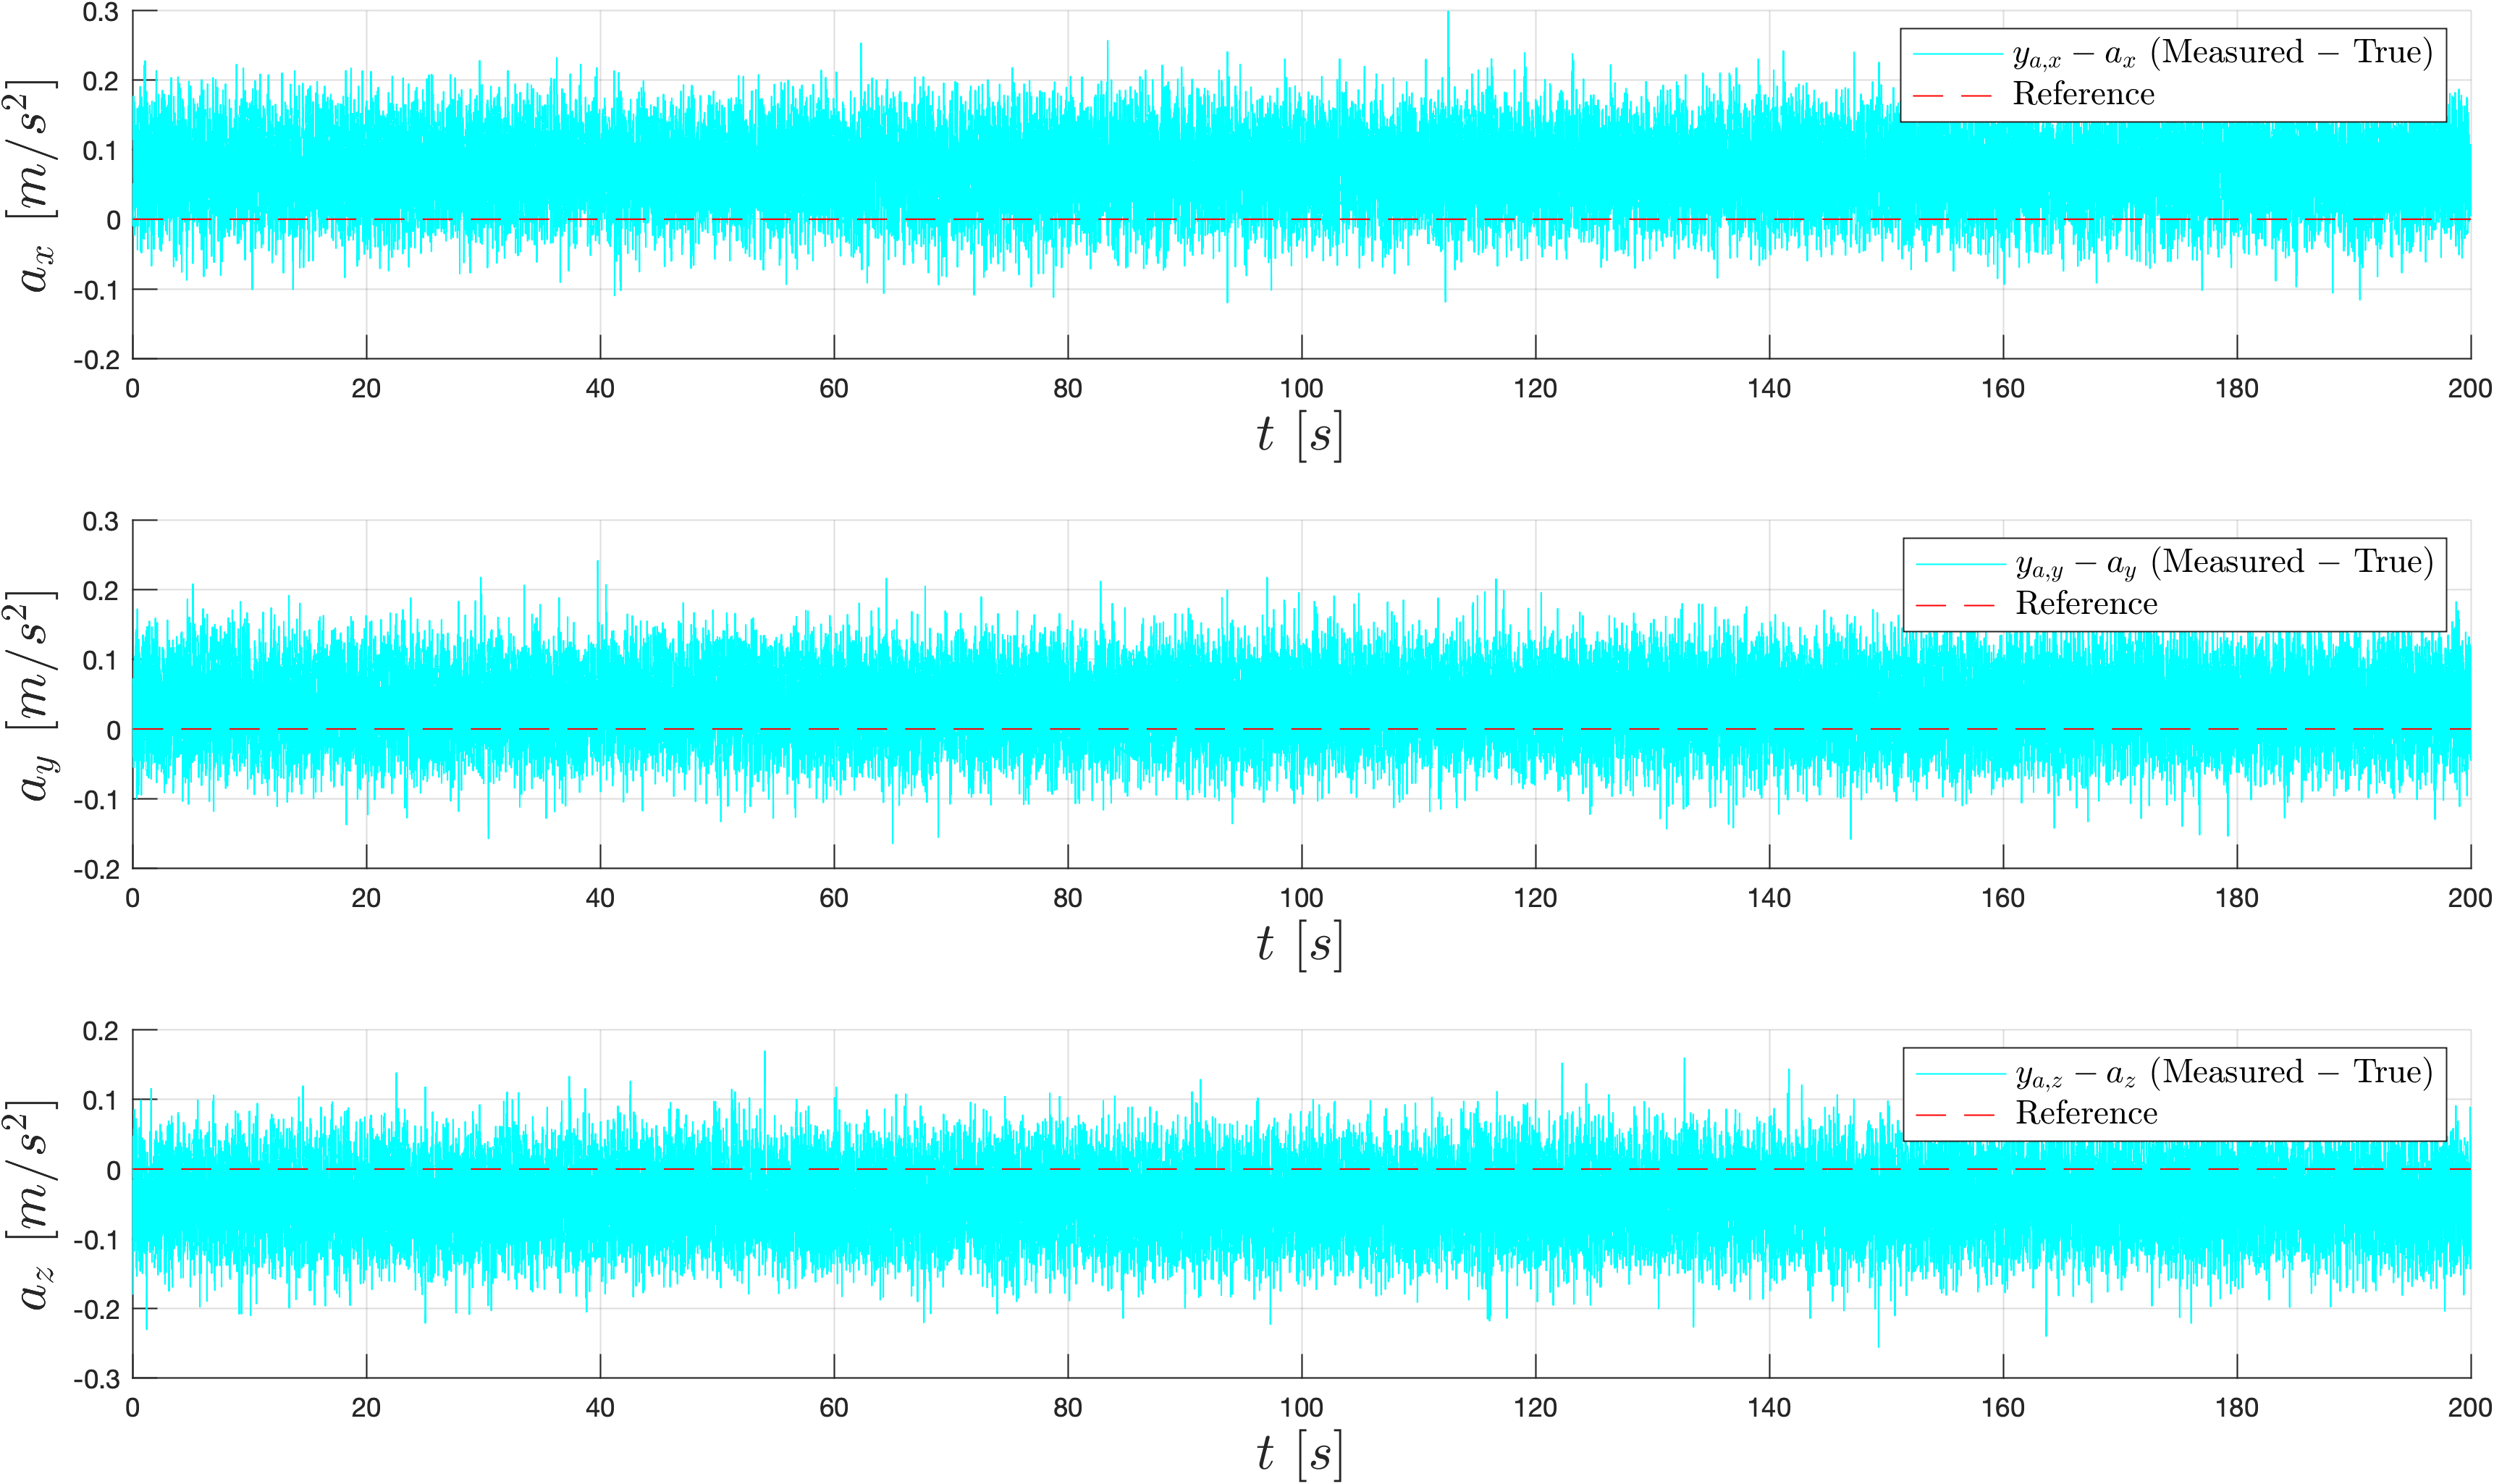 0.3
0.2
0.1
0
-0.1
-0.2
a_x [m/s^2]
y_{a,x} − a_x (Measured − True)
Reference
0 20 40 60 80 100 120 140 160 180 200
t [s]
0.3
0.2
0.1
0
-0.1
-0.2
a_y [m/s^2]
y_{a,y} − a_y (Measured − True)
Reference
0 20 40 60 80 100 120 140 160 180 200
t [s]
0.2
0.1
0
-0.1
-0.2
-0.3
a_z [m/s^2]
y_{a,z} − a_z (Measured − True)
Reference
0 20 40 60 80 100 120 140 160 180 200
t [s]